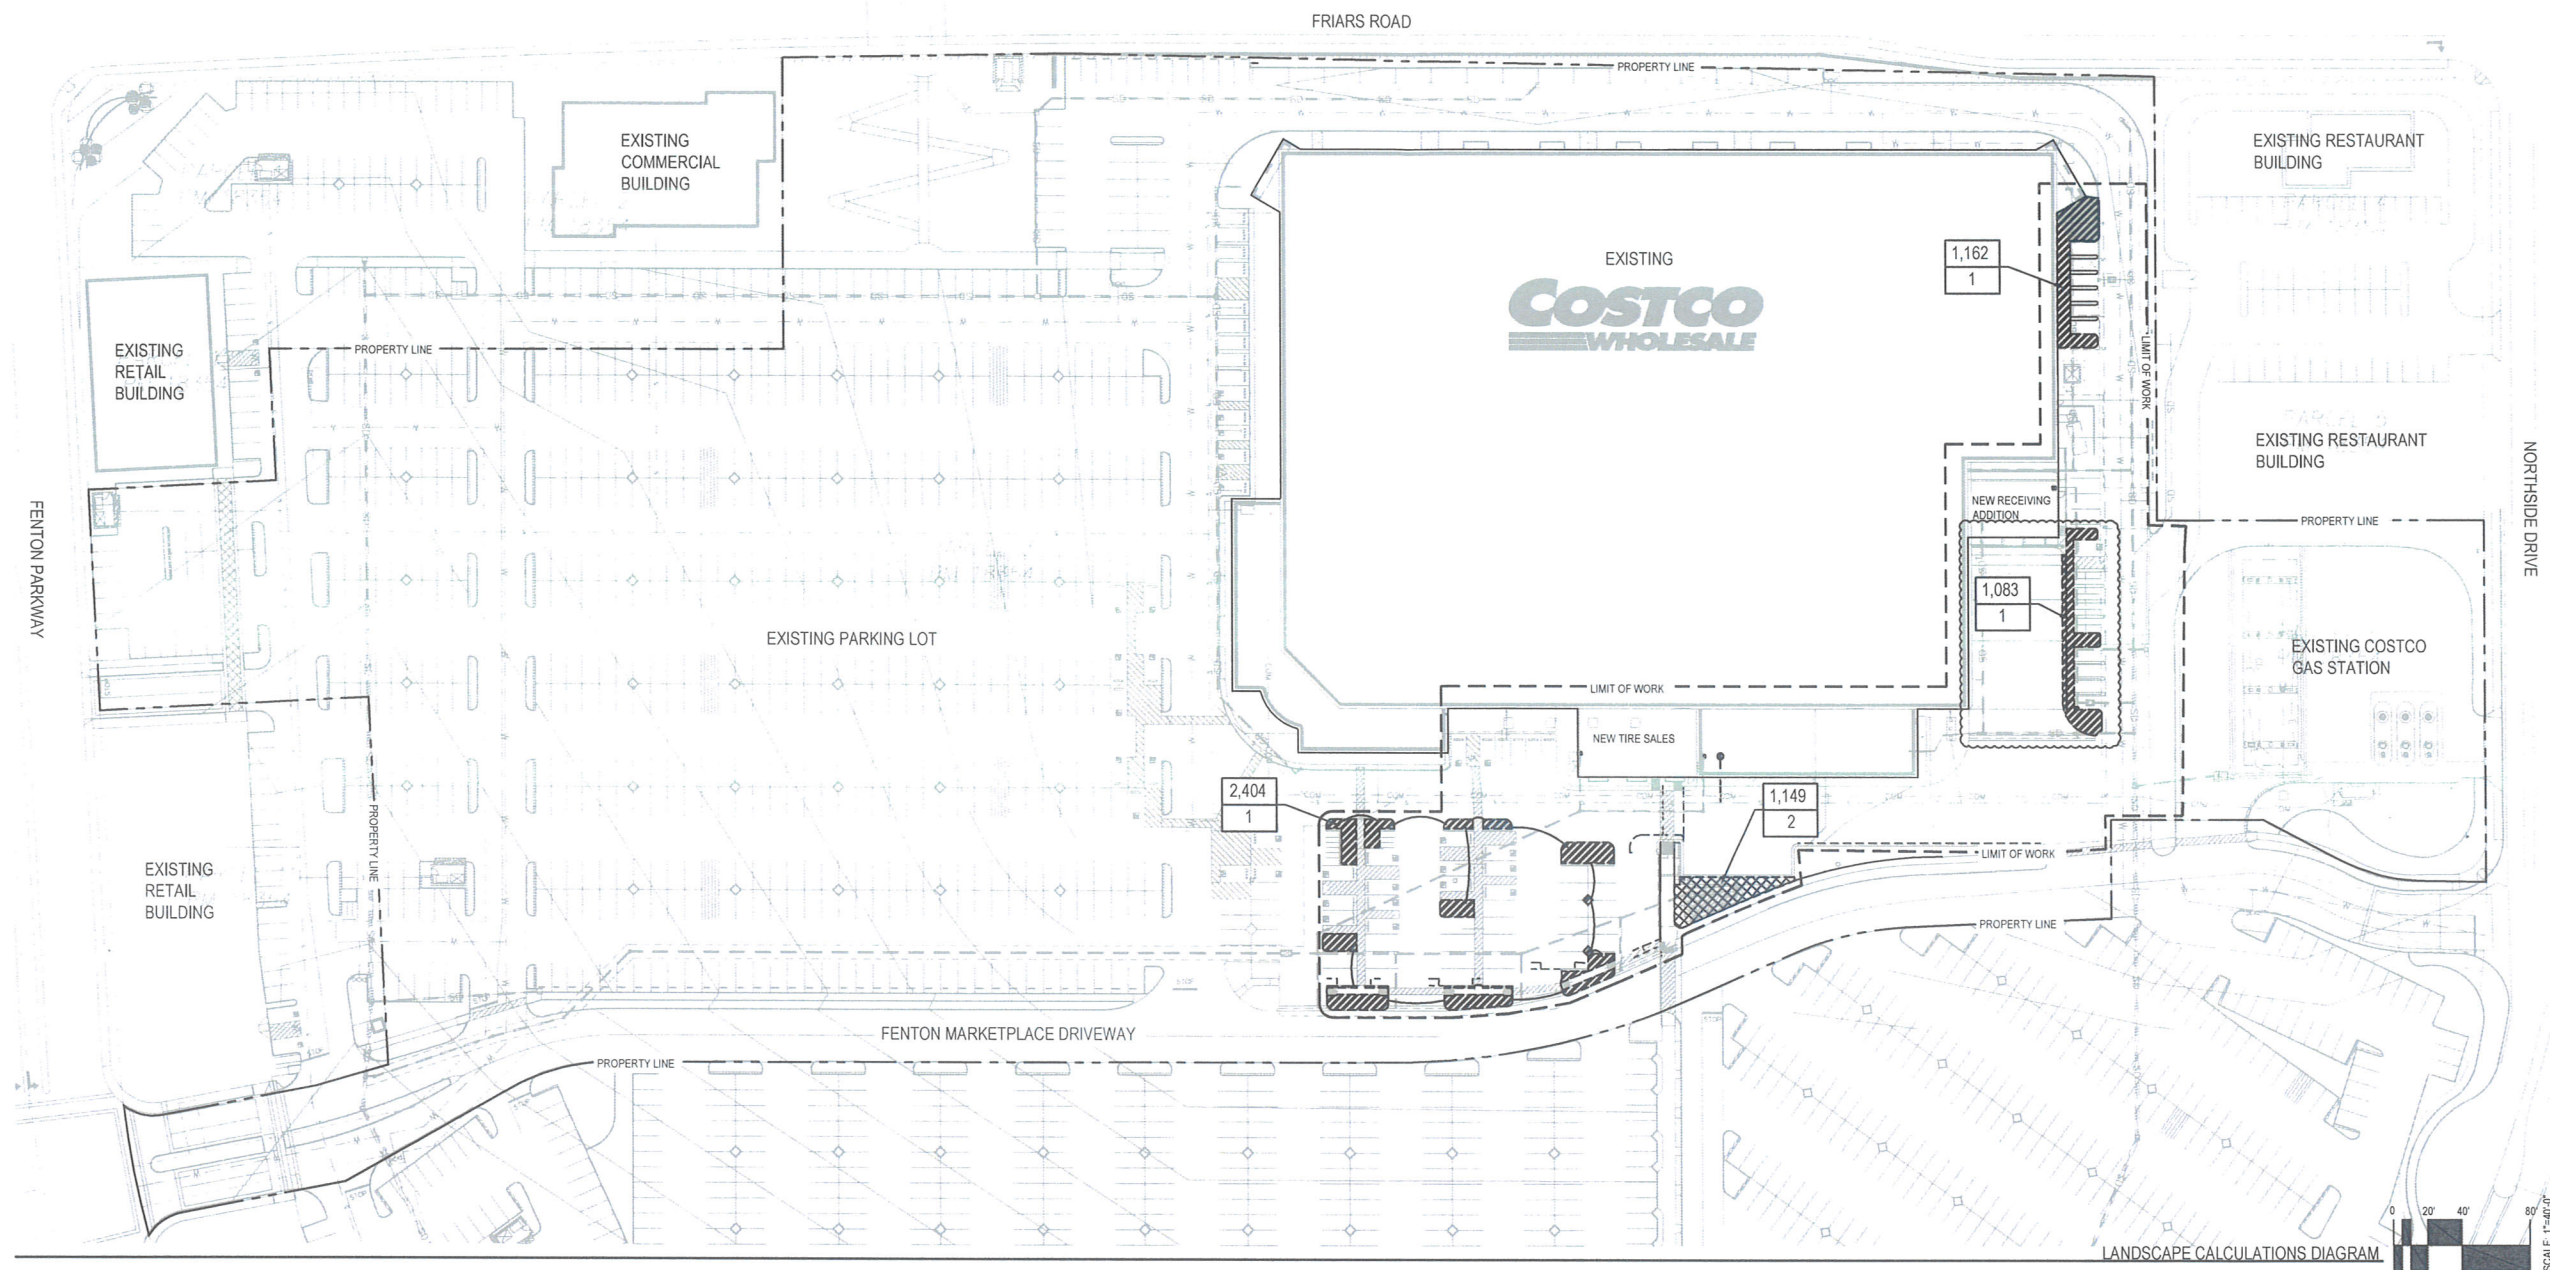 FRIARS ROAD
PROPERTY LINE
EXISTING
COMMERCIAL
BUILDING
EXISTING RESTAURANT
BUILDING
EXISTING
COSTCO
WHOLESALE
1,162
1
EXISTING
RETAIL
BUILDING
PROPERTY LINE
LIMIT OF WORK
EXISTING RESTAURANT
BUILDING
NORTHSIDE DRIVE
FENTON PARKWAY
NEW RECEIVING
ADDITION
PROPERTY LINE
1,083
1
EXISTING PARKING LOT
EXISTING COSTCO
GAS STATION
LIMIT OF WORK
NEW TIRE SALES
2,404
1
1,149
2
PROPERTY LINE
LIMIT OF WORK
EXISTING
RETAIL
BUILDING
PROPERTY LINE
FENTON MARKETPLACE DRIVEWAY
PROPERTY LINE
0 20' 40' 80'
LANDSCAPE CALCULATIONS DIAGRAM
SCALE: 1"=40'-0"